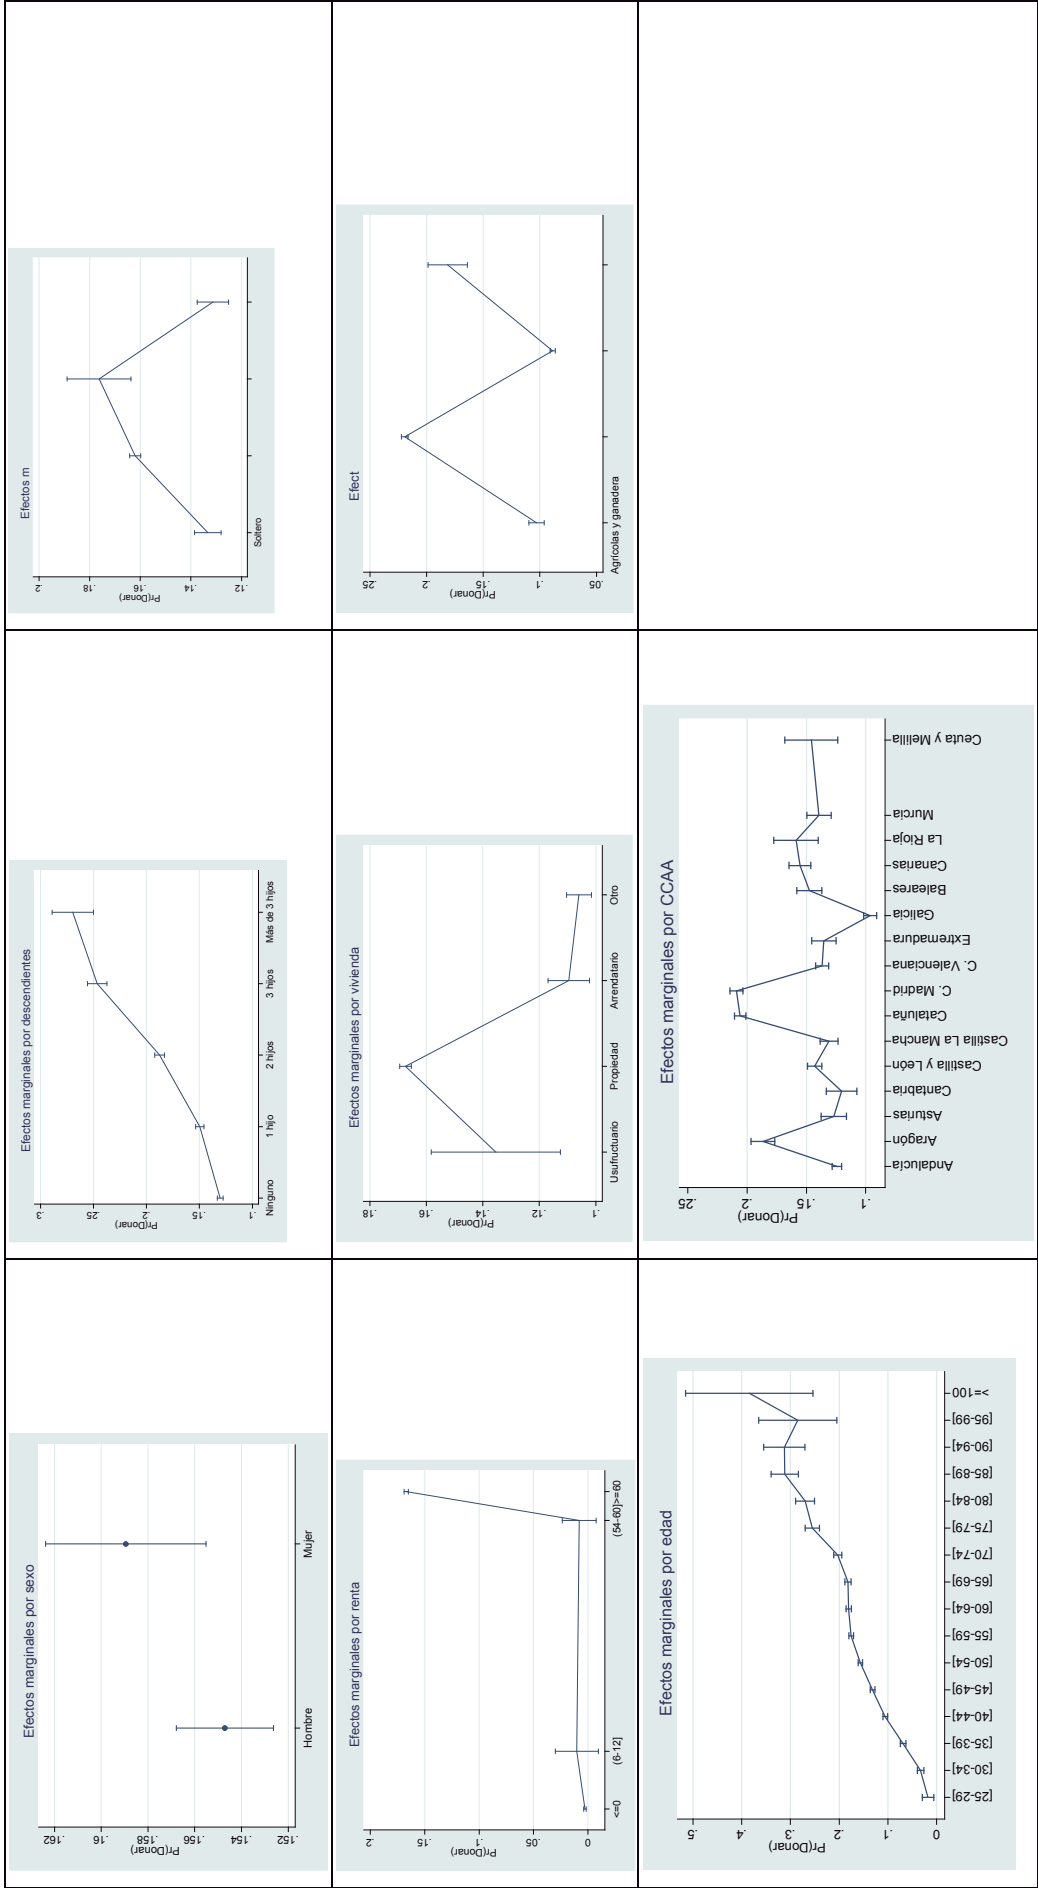 Efectos marginales por sexo
Pr(Donar)
.162
.16
.158
.156
.154
.152
Hombre
Mujer
Efectos marginales por descendientes
Pr(Donar)
.3
.25
.2
.15
.1
Ninguno
1 hijo
2 hijos
3 hijos
Más de 3 hijos
Efectos m
Pr(Donar)
.2
.18
.16
.14
.12
Soltero
Efectos marginales por renta
Pr(Donar)
.2
.15
.1
.05
0
<=0
(6-12]
(54-60]
>=60
Efectos marginales por vivienda
Pr(Donar)
.18
.16
.14
.12
.1
Usufructuario
Propiedad
Arrendatario
Otro
Efect
Pr(Donar)
.25
.2
.15
.1
.05
Agrícolas y ganadera
Efectos marginales por edad
Pr(Donar)
.5
.4
.3
.2
.1
0
[25-29]
[30-34]
[35-39]
[40-44]
[45-49]
[50-54]
[55-59]
[60-64]
[65-69]
[70-74]
[75-79]
[80-84]
[85-89]
[90-94]
[95-99]
>=100
Efectos marginales por CCAA
Pr(Donar)
.25
.2
.15
.1
Andalucía
Aragón
Asturias
Cantabria
Castilla y León
Castilla La Mancha
Cataluña
C. Madrid
C. Valenciana
Extremadura
Galicia
Baleares
Canarias
La Rioja
Murcia
Ceuta y Melilla